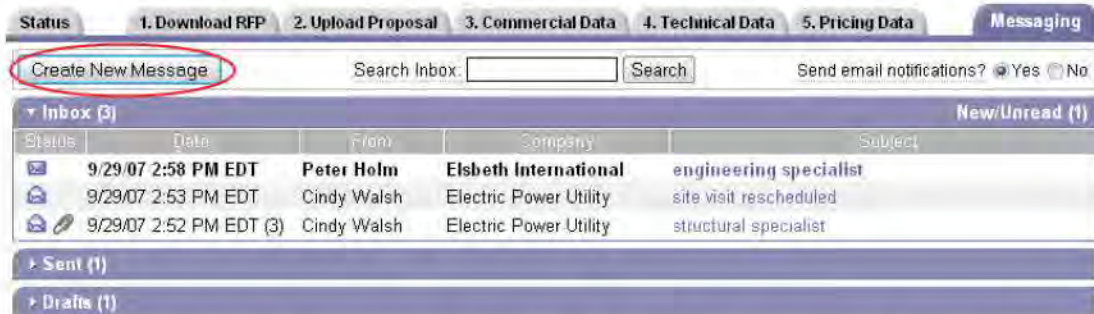 Status 1. Download RFP 2. Upload Proposal 3. Commercial Data 4. Technical Data 5. Pricing Data Messaging
Create New Message Search Inbox: Search Send email notifications? Yes No
Inbox (3) New/Unread (1)
Status Date From Company Subject
9/29/07 2:58 PM EDT Peter Holm Elsbeth International engineering specialist
9/29/07 2:53 PM EDT Cindy Walsh Electric Power Utility site visit rescheduled
9/29/07 2:52 PM EDT (3) Cindy Walsh Electric Power Utility structural specialist
Sent (1)
Drafts (1)